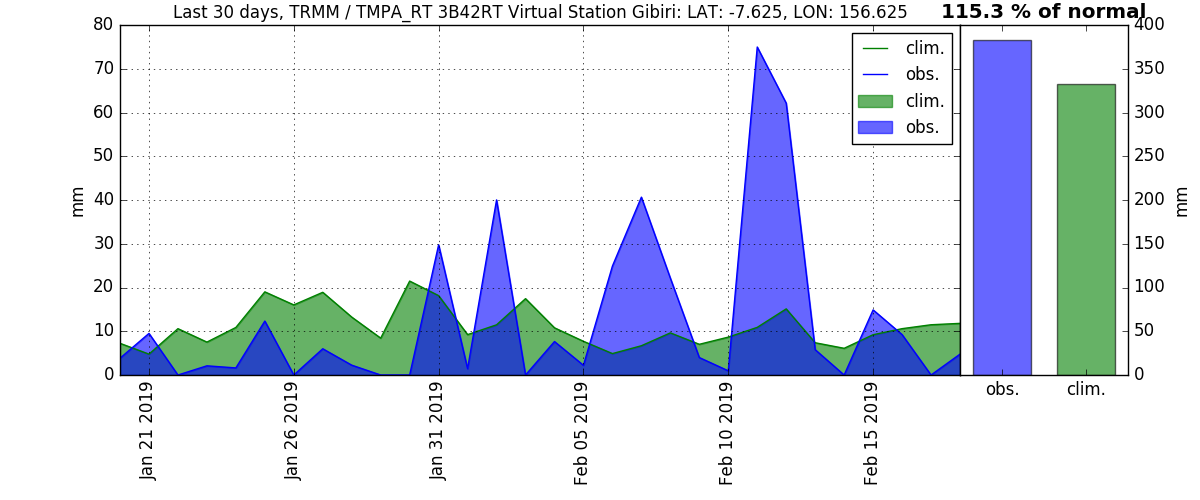 Last 30 days, TRMM / TMPA_RT 3B42RT Virtual Station Gibiri: LAT: -7.625, LON: 156.625
115.3 % of normal
80
70
60
50
40
30
20
10
0
mm
clim.
obs.
clim.
obs.
Jan 21 2019
Jan 26 2019
Jan 31 2019
Feb 05 2019
Feb 10 2019
Feb 15 2019
400
350
300
250
200
150
100
50
0
mm
obs.
clim.